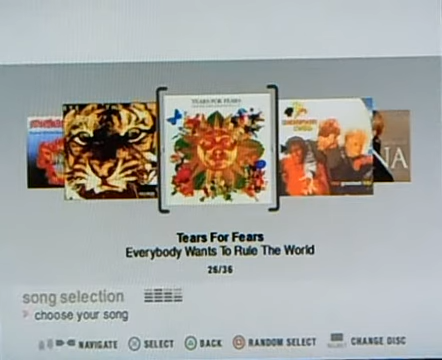 TEARS FOR FEARS
Tears For Fears
Everybody Wants To Rule The World
26/36
song selection
choose your song
NAVIGATE
SELECT
BACK
RANDOM SELECT
SELECT
CHANGE DISC